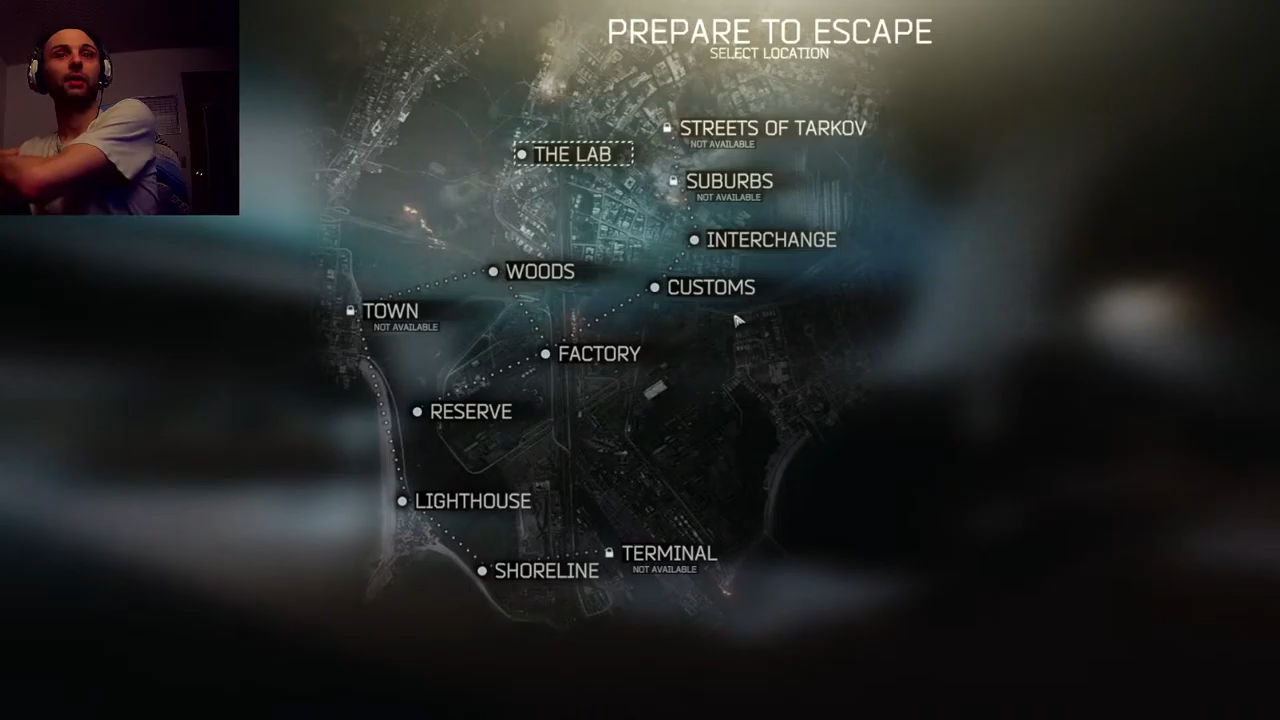 PREPARE TO ESCAPE
SELECT LOCATION
STREETS OF TARKOV
NOT AVAILABLE
THE LAB
SUBURBS
NOT AVAILABLE
INTERCHANGE
WOODS
CUSTOMS
TOWN
NOT AVAILABLE
FACTORY
RESERVE
LIGHTHOUSE
TERMINAL
NOT AVAILABLE
SHORELINE